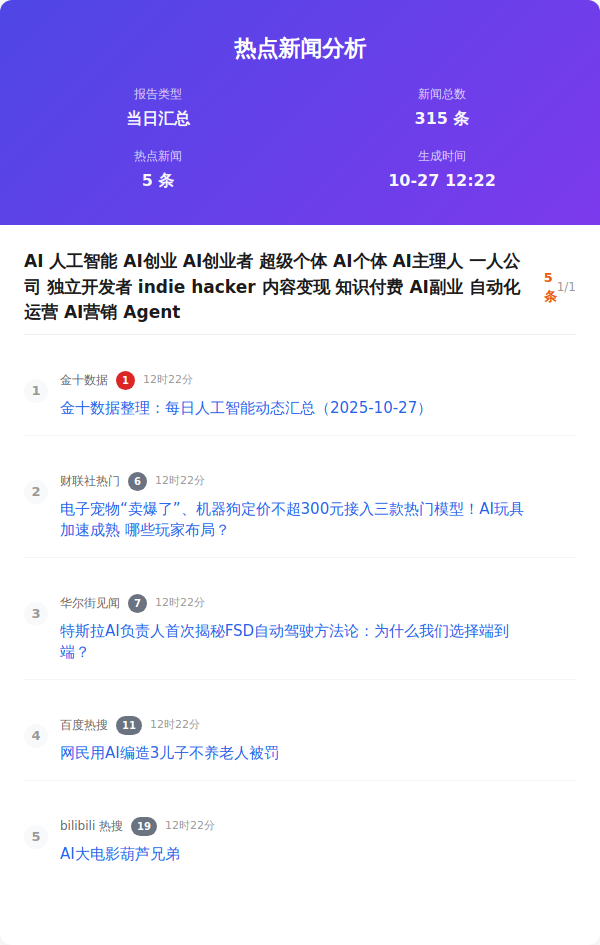 热点新闻分析
报告类型
新闻总数
当日汇总
315 条
热点新闻
生成时间
5 条
10-27 12:22
AI 人工智能 AI创业 AI创业者 超级个体 AI个体 AI主理人 一人公
司 独立开发者 indie hacker 内容变现 知识付费 AI副业 自动化
运营 AI营销 Agent
5
条
1/1
1
金十数据 1 12时22分
金十数据整理：每日人工智能动态汇总（2025-10-27）
2
财联社热门 6 12时22分
电子宠物“卖爆了”、机器狗定价不超300元接入三款热门模型！AI玩具
加速成熟 哪些玩家布局？
3
华尔街见闻 7 12时22分
特斯拉AI负责人首次揭秘FSD自动驾驶方法论：为什么我们选择端到
端？
4
百度热搜 11 12时22分
网民用AI编造3儿子不养老人被罚
5
bilibili 热搜 19 12时22分
AI大电影葫芦兄弟